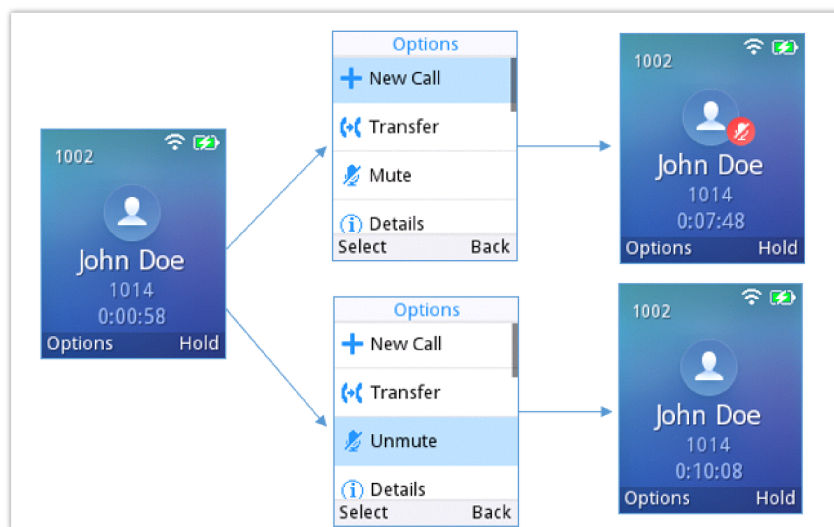 1002
John Doe
1014
0:00:58
Options Hold
Options
New Call
Transfer
Mute
Details
Select Back
1002
John Doe
1014
0:07:48
Options Hold
Options
New Call
Transfer
Unmute
Details
Select Back
1002
John Doe
1014
0:10:08
Options Hold